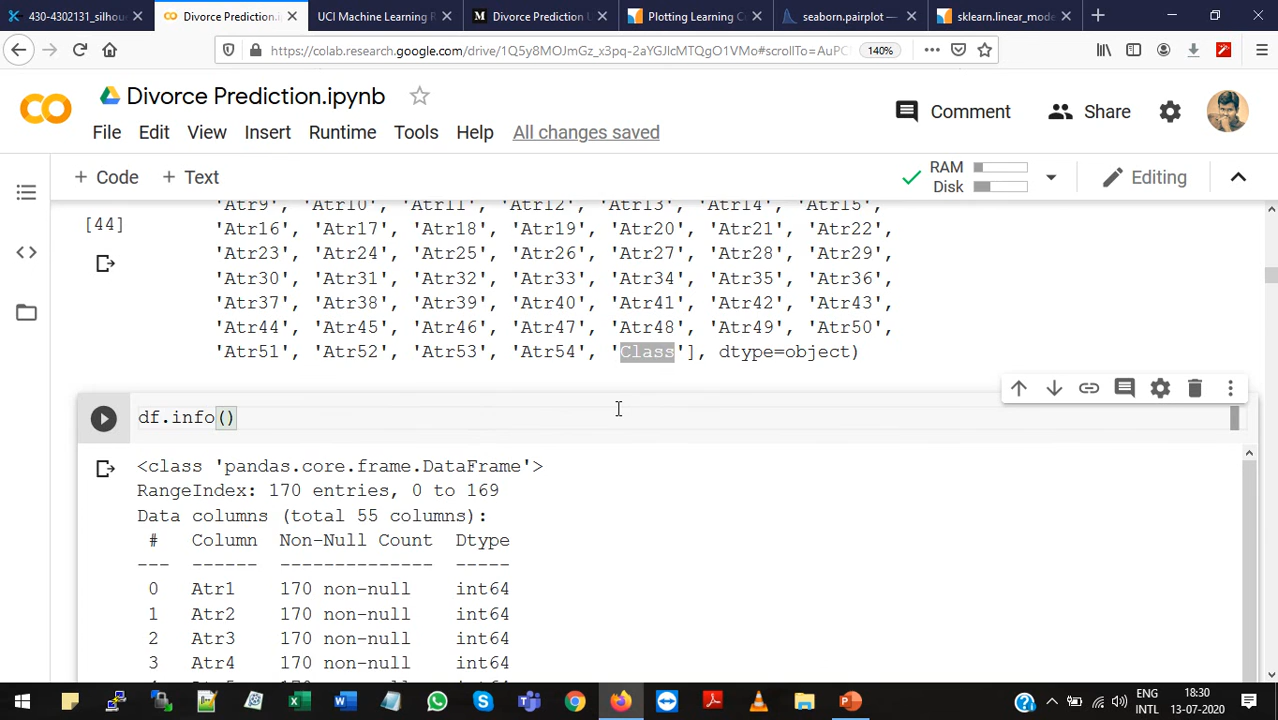 430-4302131_silhou
Divorce Prediction.ip
UCI Machine Learning R
Divorce Prediction U
Plotting Learning C
seaborn.pairplot —
sklearn.linear_mode
https://colab.research.google.com/drive/1Q5y8MOJmGz_x3pq-2aYGJlcMTQgO1VMo#scrollTo=AuPC
140%
Divorce Prediction.ipynb
Comment
Share
File Edit View Insert Runtime Tools Help All changes saved
+ Code + Text
RAM
Disk
Editing
'Atr9', 'Atr10', 'Atr11', 'Atr12', 'Atr13', 'Atr14', 'Atr15',
[44]
'Atr16', 'Atr17', 'Atr18', 'Atr19', 'Atr20', 'Atr21', 'Atr22',
'Atr23', 'Atr24', 'Atr25', 'Atr26', 'Atr27', 'Atr28', 'Atr29',
'Atr30', 'Atr31', 'Atr32', 'Atr33', 'Atr34', 'Atr35', 'Atr36',
'Atr37', 'Atr38', 'Atr39', 'Atr40', 'Atr41', 'Atr42', 'Atr43',
'Atr44', 'Atr45', 'Atr46', 'Atr47', 'Atr48', 'Atr49', 'Atr50',
'Atr51', 'Atr52', 'Atr53', 'Atr54', 'Class'], dtype=object)
df.info()
<class 'pandas.core.frame.DataFrame'>
RangeIndex: 170 entries, 0 to 169
Data columns (total 55 columns):
# Column Non-Null Count Dtype
--- ------ -------------- -----
0 Atr1 170 non-null int64
1 Atr2 170 non-null int64
2 Atr3 170 non-null int64
3 Atr4 170 non-null int64
ENG
INTL
18:30
13-07-2020